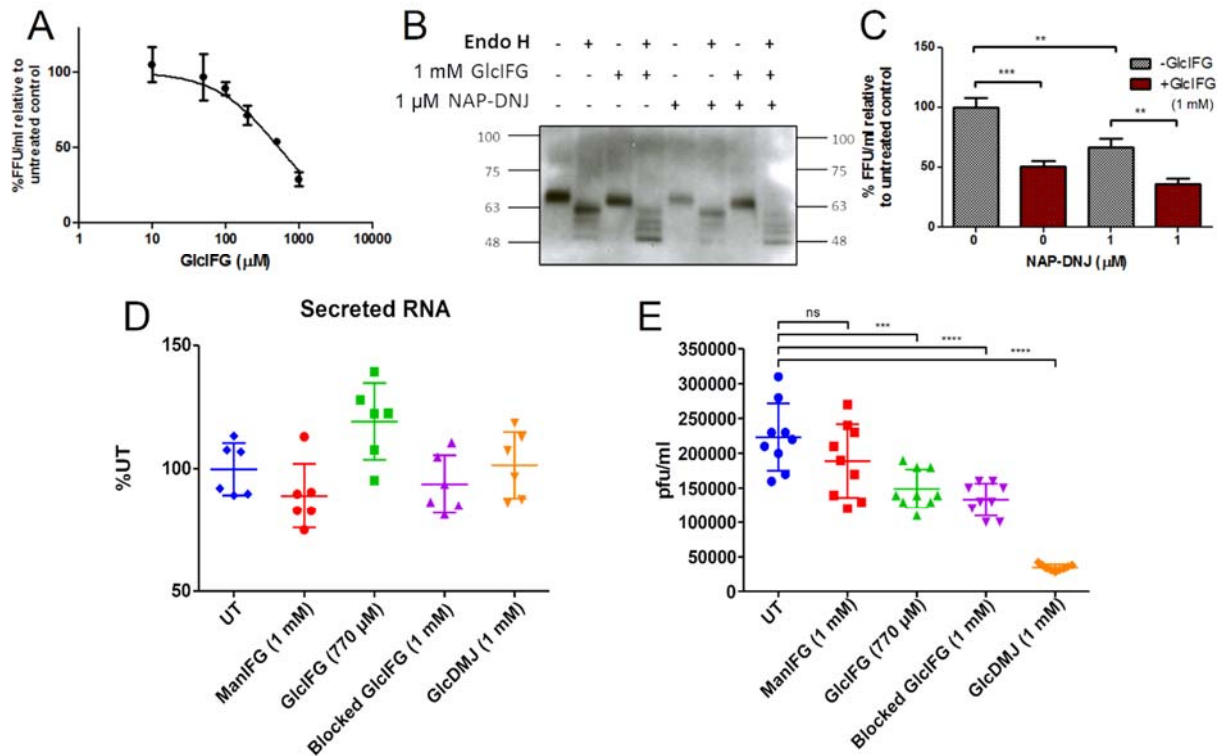 A
%FFU/ml relative to
untreated control
100
50
0
1 10 100 1000 10000
GlcIFG (µM)
B
Endo H - + - + - + - +
1 mM GlcIFG - - + + - - + +
1 µM NAP-DNJ - - - - + + + +
100 100
75 75
63 63
48 48
C
% FFU/ml relative
to untreated control
150
100
50
0
** 
***
**
-GlcIFG
+GlcIFG
(1 mM)
0 0 1 1
NAP-DNJ (µM)
D
Secreted RNA
%UT
150
100
50
UT
ManIFG (1 mM)
GlcIFG (770 µM)
Blocked GlcIFG (1 mM)
GlcDMJ (1 mM)
E
ns
***
****
****
pfu/ml
350000
300000
250000
200000
150000
100000
50000
0
UT
ManIFG (1 mM)
GlcIFG (770 µM)
Blocked GlcIFG (1 mM)
GlcDMJ (1 mM)